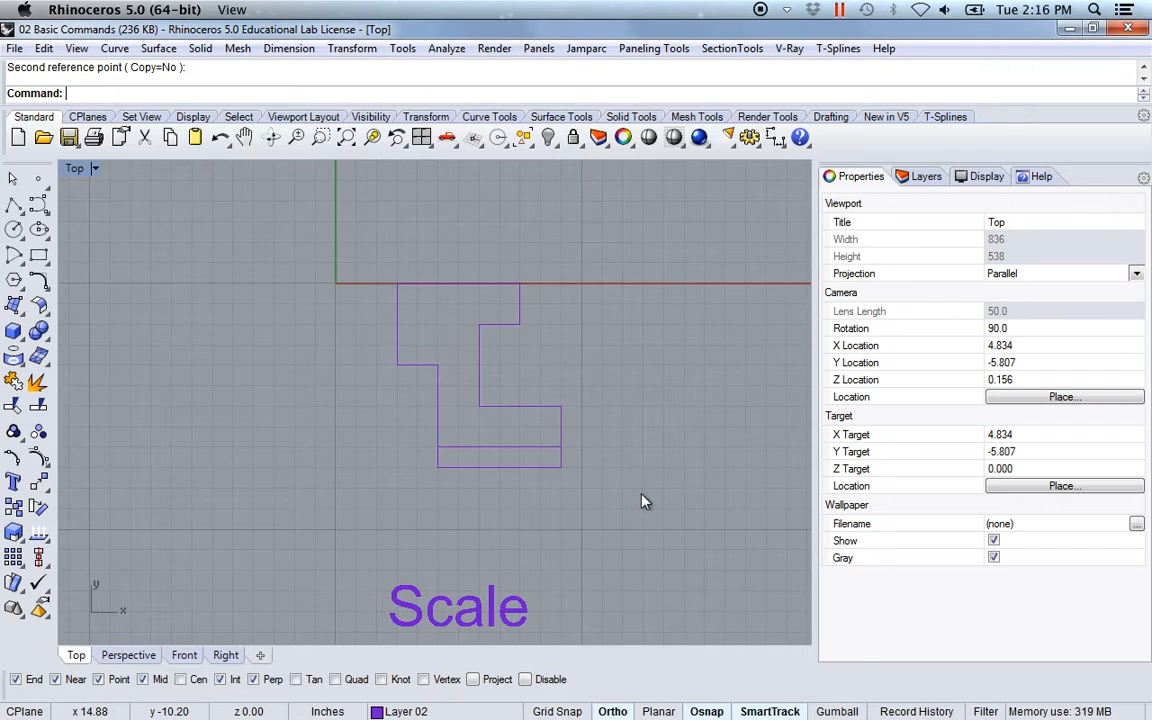 Rhinoceros 5.0 (64-bit) View Tue 2:16 PM
02 Basic Commands (236 KB) - Rhinoceros 5.0 Educational Lab License - [Top]
File Edit View Curve Surface Solid Mesh Dimension Transform Tools Analyze Render Panels Jamparc Paneling Tools SectionTools V-Ray T-Splines Help
Second reference point ( Copy=No ):
Command:
Standard CPlanes Set View Display Select Viewport Layout Visibility Transform Curve Tools Surface Tools Solid Tools Mesh Tools Render Tools Drafting New in V5 T-Splines
Top
Properties Layers Display Help
Viewport
Title Top
Width 836
Height 538
Projection Parallel
Camera
Lens Length 50.0
Rotation 90.0
X Location 4.834
Y Location -5.807
Z Location 0.156
Location Place...
Target
X Target 4.834
Y Target -5.807
Z Target 0.000
Location Place...
Wallpaper
Filename (none) ...
Show
Gray
y
x
Scale
Top Perspective Front Right
End Near Point Mid Cen Int Perp Tan Quad Knot Vertex Project Disable
CPlane x 14.88 y -10.20 z 0.00 Inches Layer 02 Grid Snap Ortho Planar Osnap SmartTrack Gumball Record History Filter Memory use: 319 MB